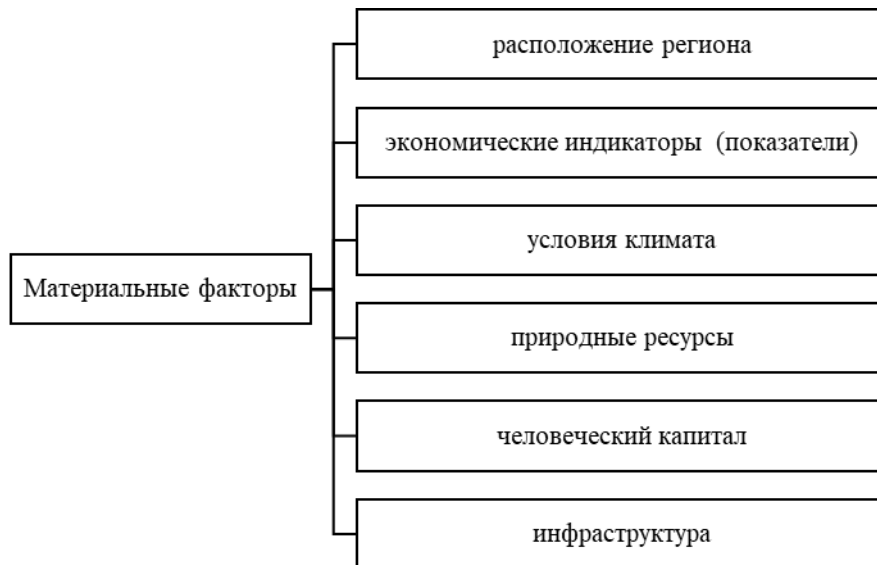 расположение региона
экономические индикаторы (показатели)
условия климата
Материальные факторы
природные ресурсы
человеческий капитал
инфраструктура